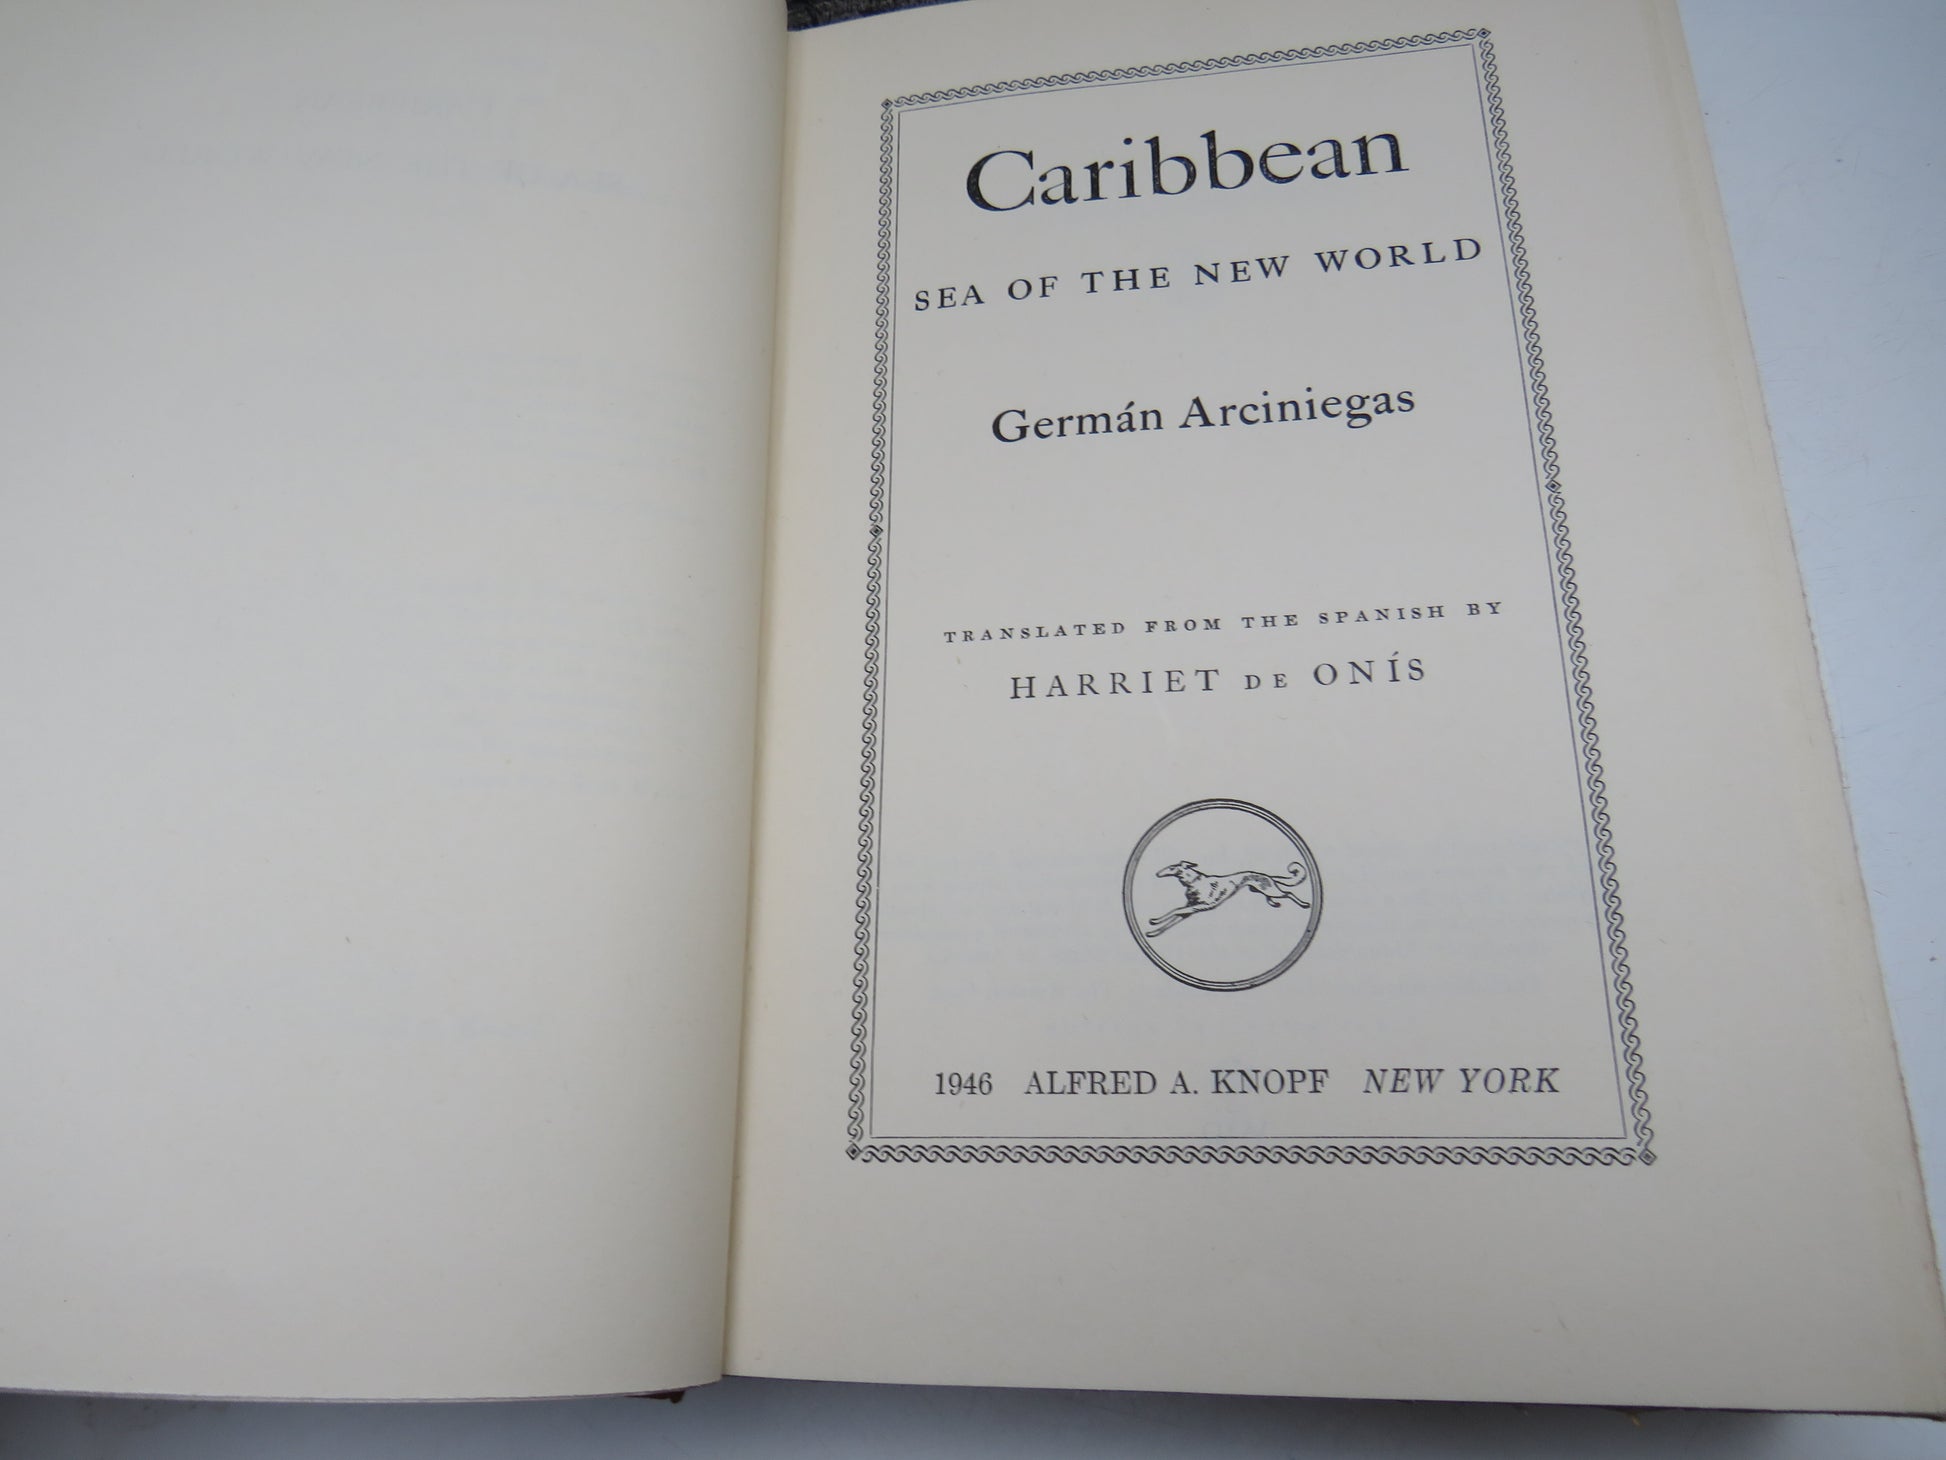 Caribbean
SEA OF THE NEW WORLD
Germán Arciniegas
TRANSLATED FROM THE SPANISH BY
HARRIET DE ONÍS
1946 ALFRED A. KNOPF NEW YORK